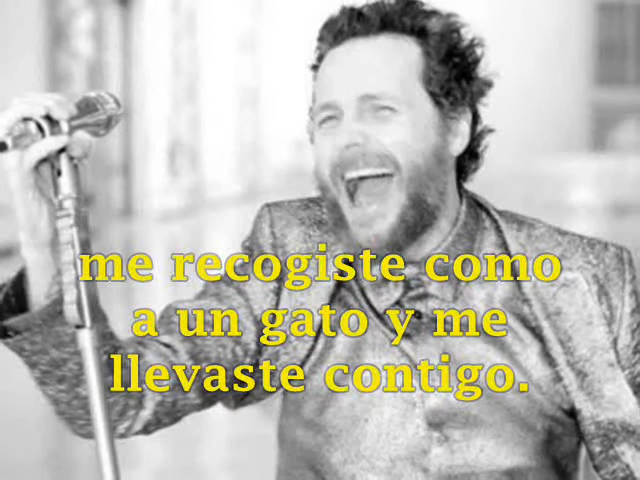 me recogiste como
a un gato y me
llevaste contigo.